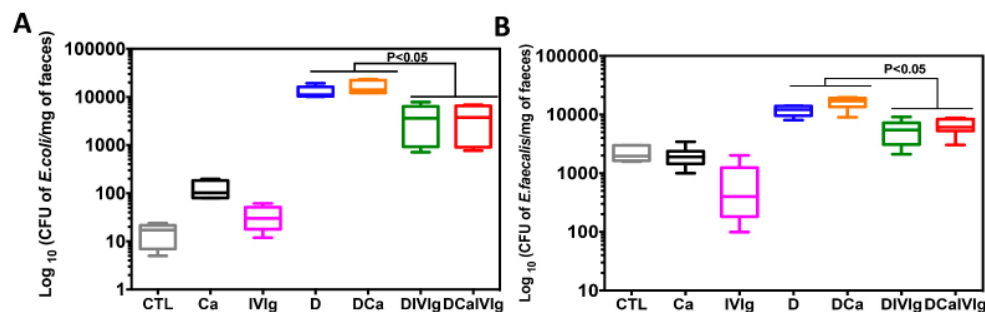 A
Log 10 (CFU of E.coli/mg of faeces)
100000
10000
1000
100
10
1
P<0.05
CTL Ca IVIg D DCa DIVIg DCaIVIg
B
Log 10 (CFU of E.faecalis/mg of faeces)
100000
10000
1000
100
10
P<0.05
CTL Ca IVIg D DCa DIVIg DCaIVIg